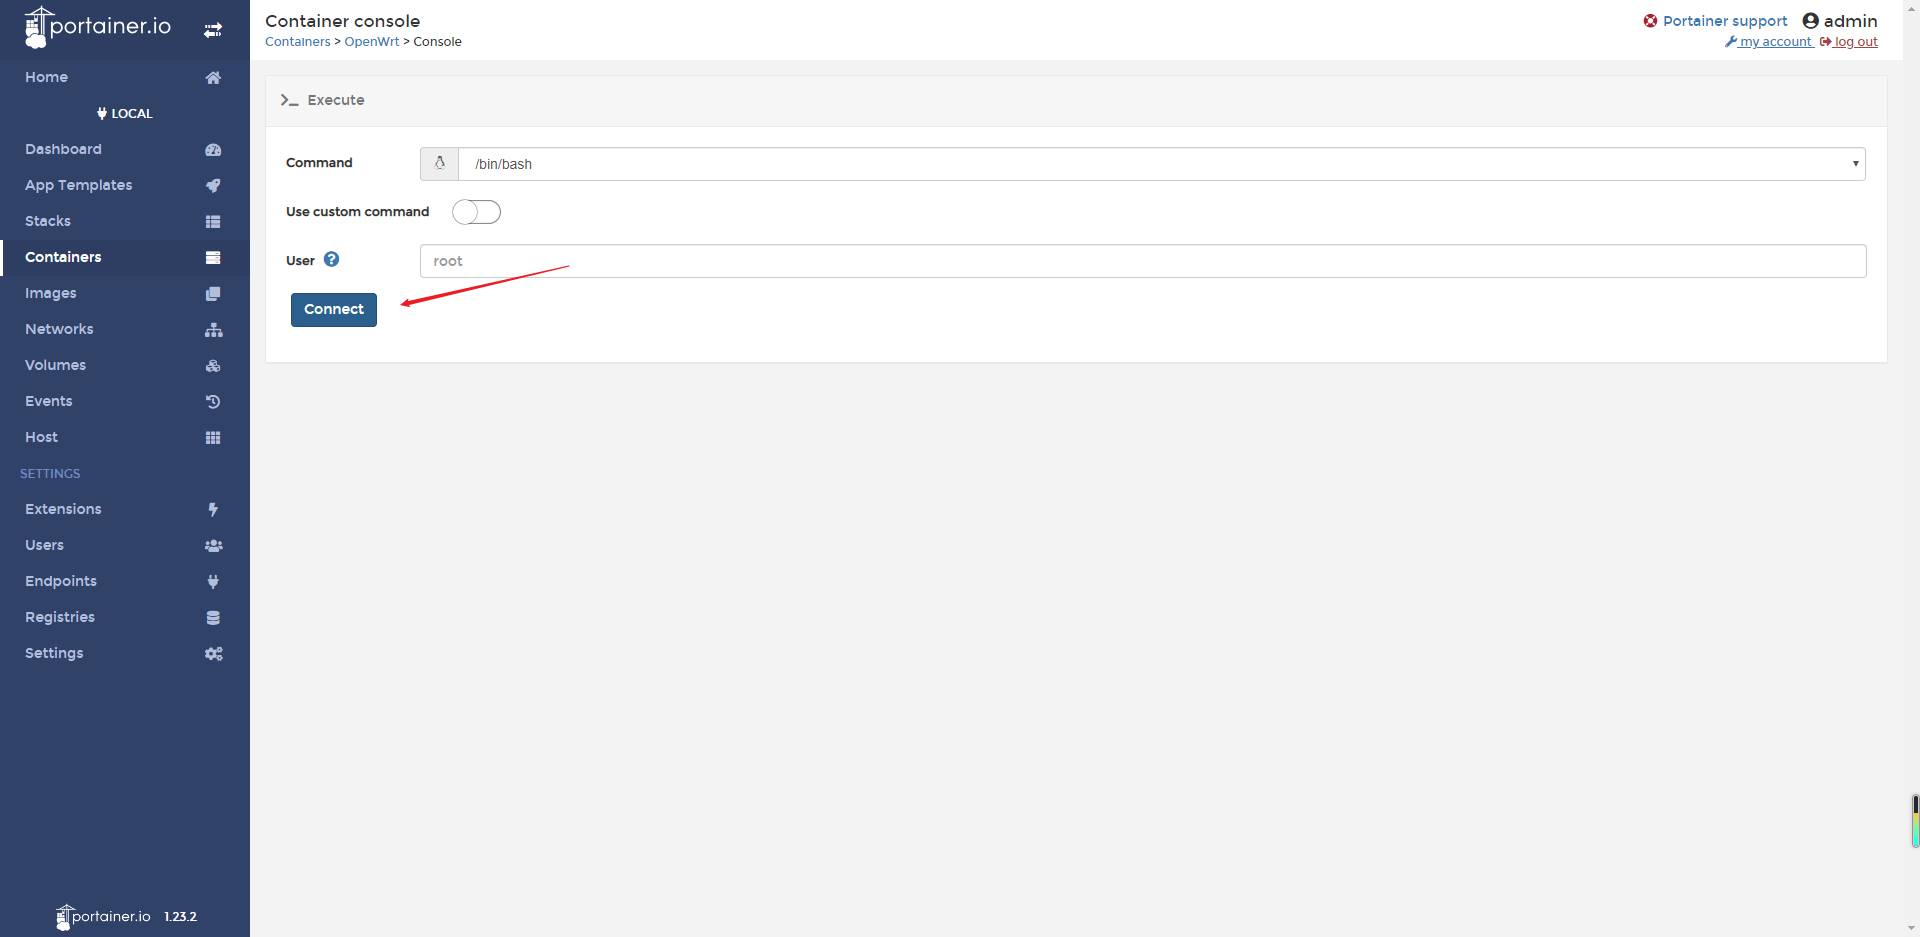 portainer.io
Home
LOCAL
Dashboard
App Templates
Stacks
Containers
Images
Networks
Volumes
Events
Host
SETTINGS
Extensions
Users
Endpoints
Registries
Settings
portainer.io 1.23.2
Container console
Containers > OpenWrt > Console
Portainer support admin
my account log out
>_ Execute
Command /bin/bash
Use custom command
User ? root
Connect